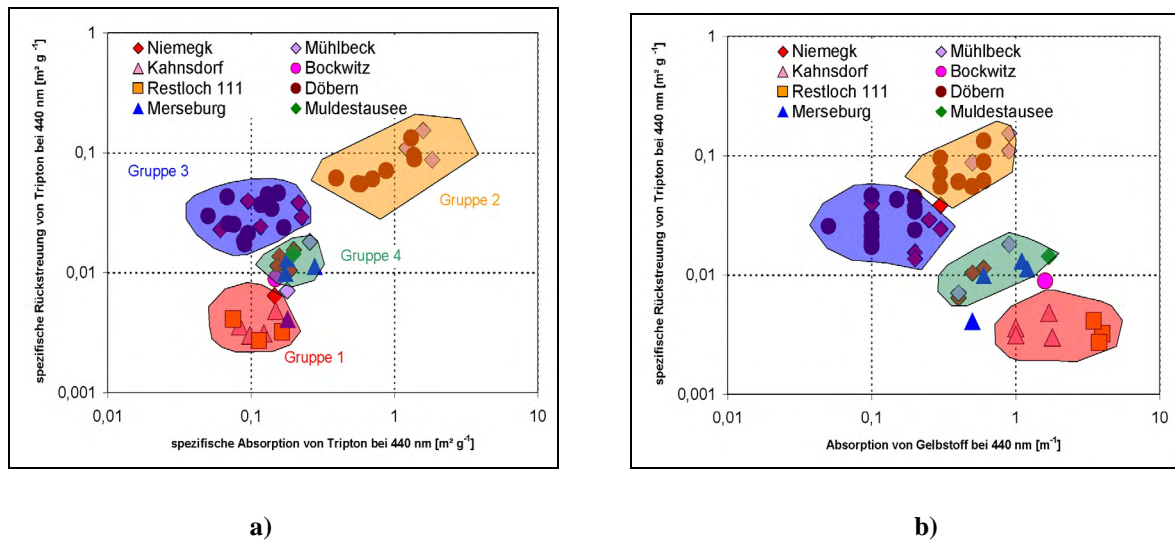 spezifische Rückstreuung von Tripton bei 440 nm [m² g⁻¹]
1
0,1
0,01
0,001
Niemegk
Mühlbeck
Kahnsdorf
Bockwitz
Restloch 111
Döbern
Merseburg
Muldestausee
Gruppe 3
Gruppe 2
Gruppe 4
Gruppe 1
0,01 0,1 1 10
spezifische Absorption von Tripton bei 440 nm [m² g⁻¹]
a)
spezifische Rückstreuung von Tripton bei 440 nm [m² g⁻¹]
1
0,1
0,01
0,001
Niemegk
Mühlbeck
Kahnsdorf
Bockwitz
Restloch 111
Döbern
Merseburg
Muldestausee
0,01 0,1 1 10
Absorption von Gelbstoff bei 440 nm [m⁻¹]
b)